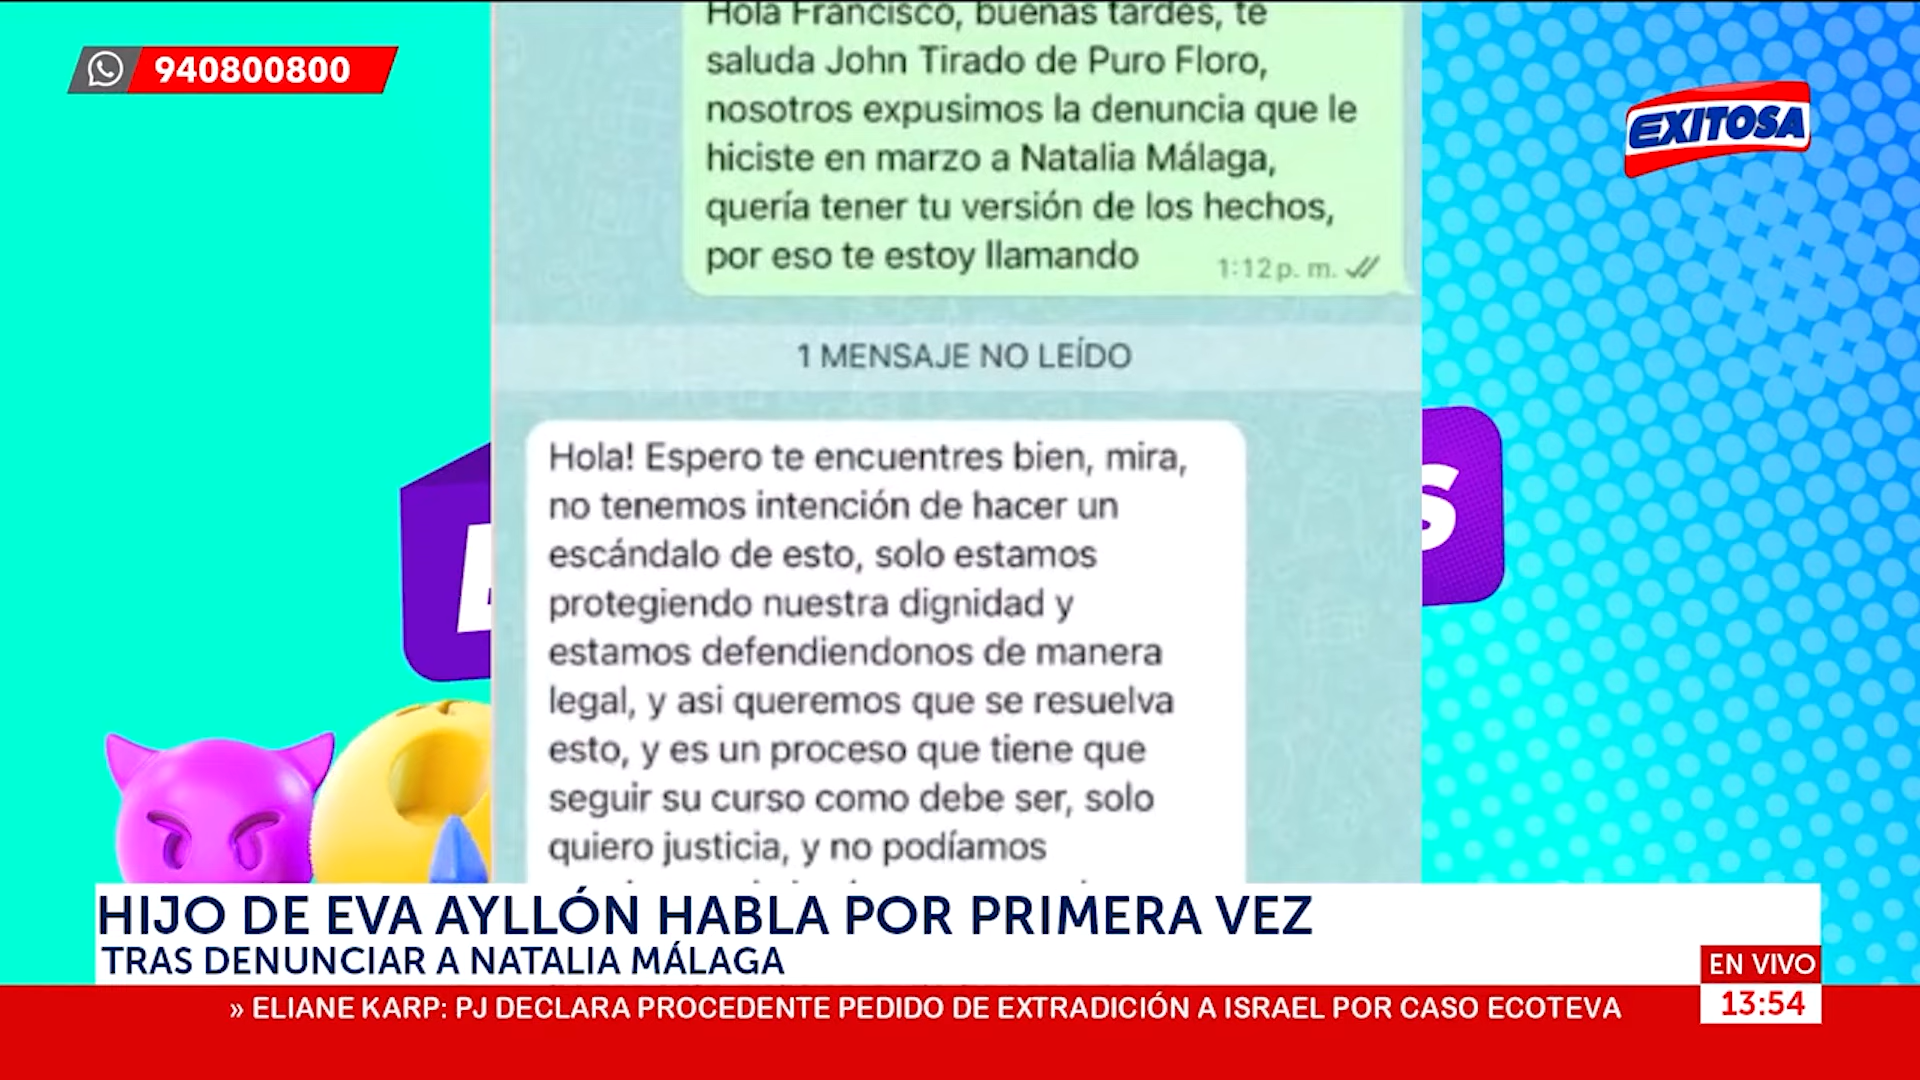 940800800
EXITOSA
Hola Francisco, buenas tardes, te
saluda John Tirado de Puro Floro,
nosotros expusimos la denuncia que le
hiciste en marzo a Natalia Málaga,
quería tener tu versión de los hechos,
por eso te estoy llamando
1:12 p. m.
1 MENSAJE NO LEÍDO
Hola! Espero te encuentres bien, mira,
no tenemos intención de hacer un
escándalo de esto, solo estamos
protegiendo nuestra dignidad y
estamos defendiendonos de manera
legal, y asi queremos que se resuelva
esto, y es un proceso que tiene que
seguir su curso como debe ser, solo
quiero justicia, y no podíamos
S
HIJO DE EVA AYLLÓN HABLA POR PRIMERA VEZ
TRAS DENUNCIAR A NATALIA MÁLAGA
EN VIVO
» ELIANE KARP: PJ DECLARA PROCEDENTE PEDIDO DE EXTRADICIÓN A ISRAEL POR CASO ECOTEVA
13:54